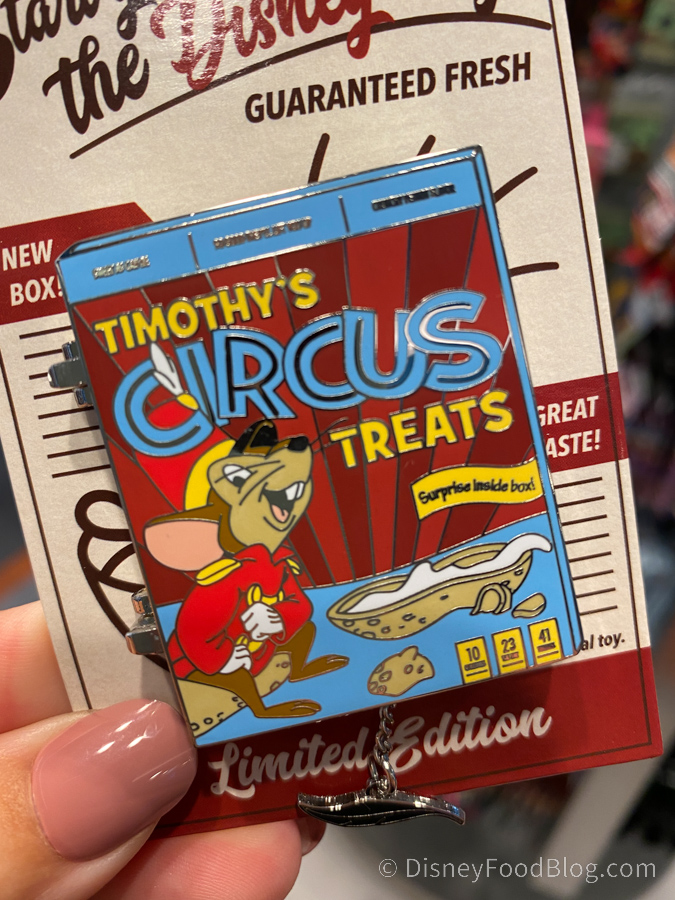 the Disney
GUARANTEED FRESH
NEW
BOX!
TIMOTHY'S
CIRCUS
TREATS
Surprise inside box!
GREAT
TASTE!
10
23
41
al toy.
Limited Edition
© DisneyFoodBlog.com